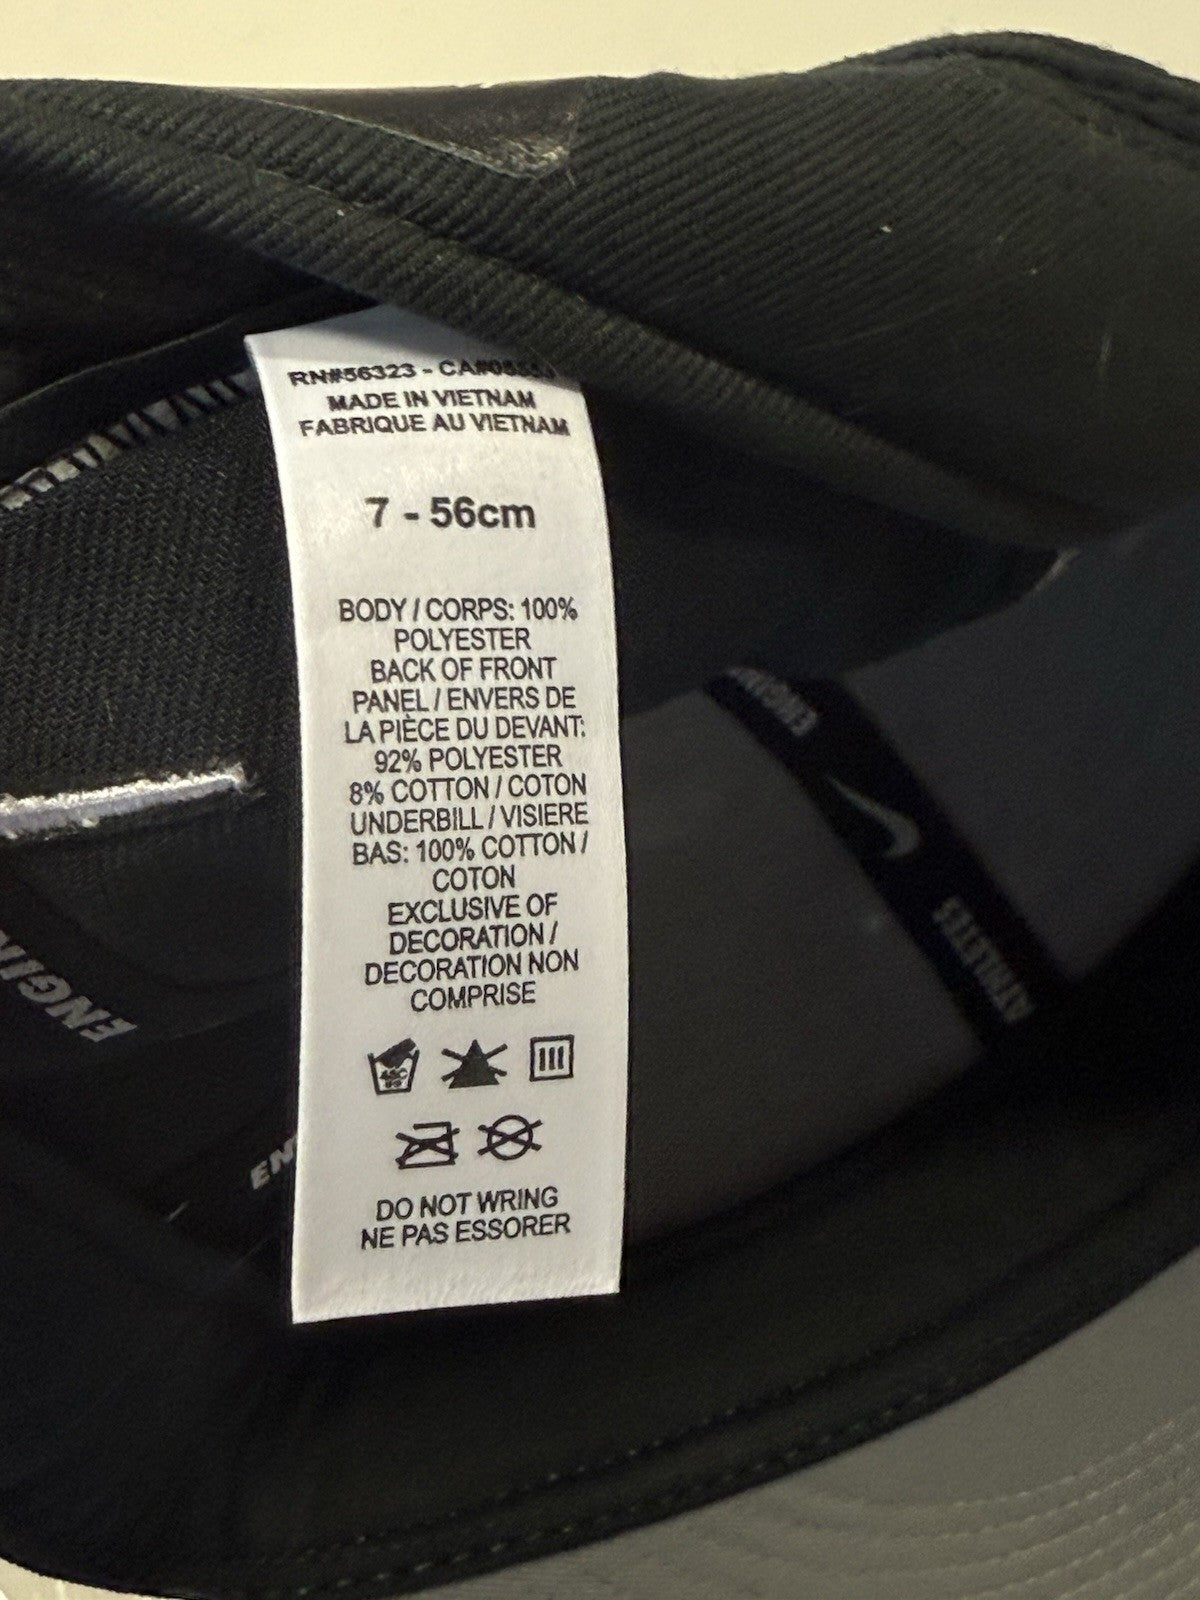 RN#56323 - CA#05553
MADE IN VIETNAM
FABRIQUE AU VIETNAM
7 - 56cm
BODY / CORPS: 100%
POLYESTER
BACK OF FRONT
PANEL / ENVERS DE
LA PIÈCE DU DEVANT:
92% POLYESTER
8% COTTON / COTON
UNDERBILL / VISIERE
BAS: 100% COTTON /
COTON
EXCLUSIVE OF
DECORATION /
DECORATION NON
COMPRISE
DO NOT WRING
NE PAS ESSORER
ATHLETES